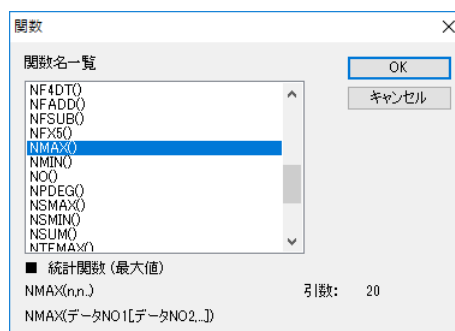 関数
関数名一覧
OK
キャンセル
NF4DT()
NFADD()
NFSUB()
NFX5()
NMAX()
NMIN()
NO()
NPDEG()
NSMAX()
NSMIN()
NSUM()
NTEMAX()
■ 統計関数 (最大値)
NMAX(n,n..) 引数: 20
NMAX(データNO1[データNO2,..])